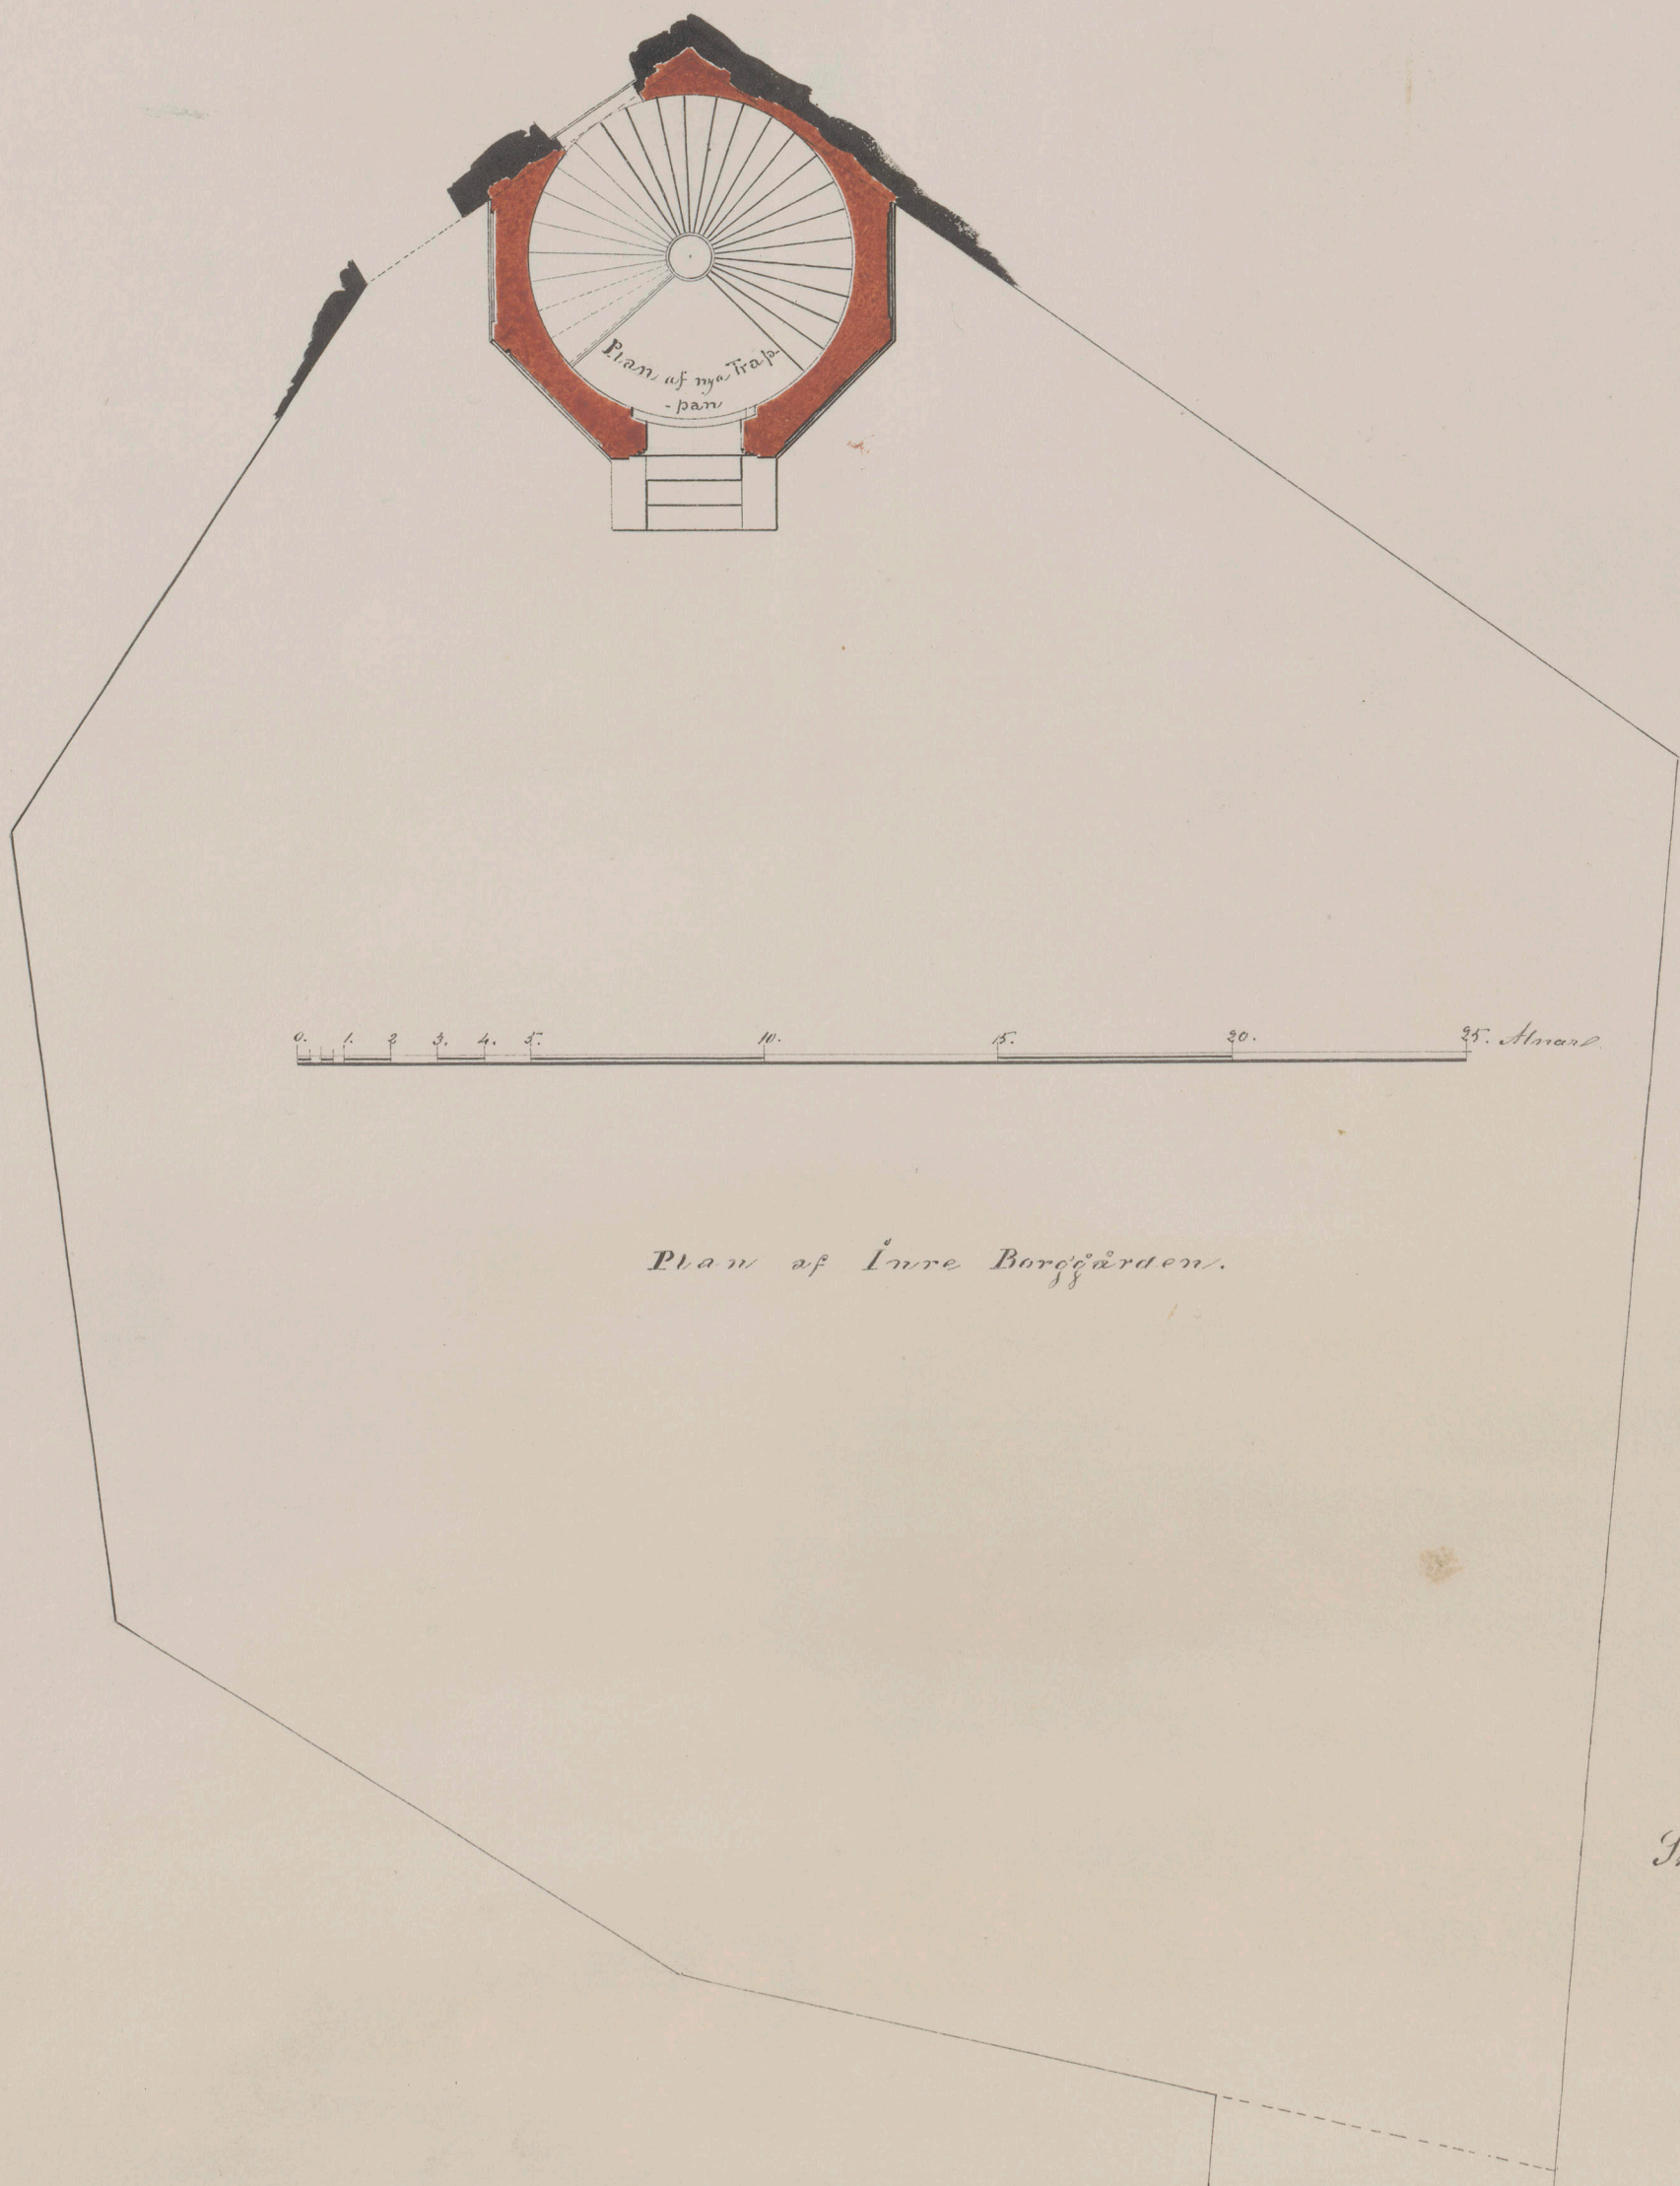 Plan af nya Trap-
-pan
0. 1. 2 3. 4. 5. 10. 15. 20. 25. Alnar
Plan af Inre Borggården.